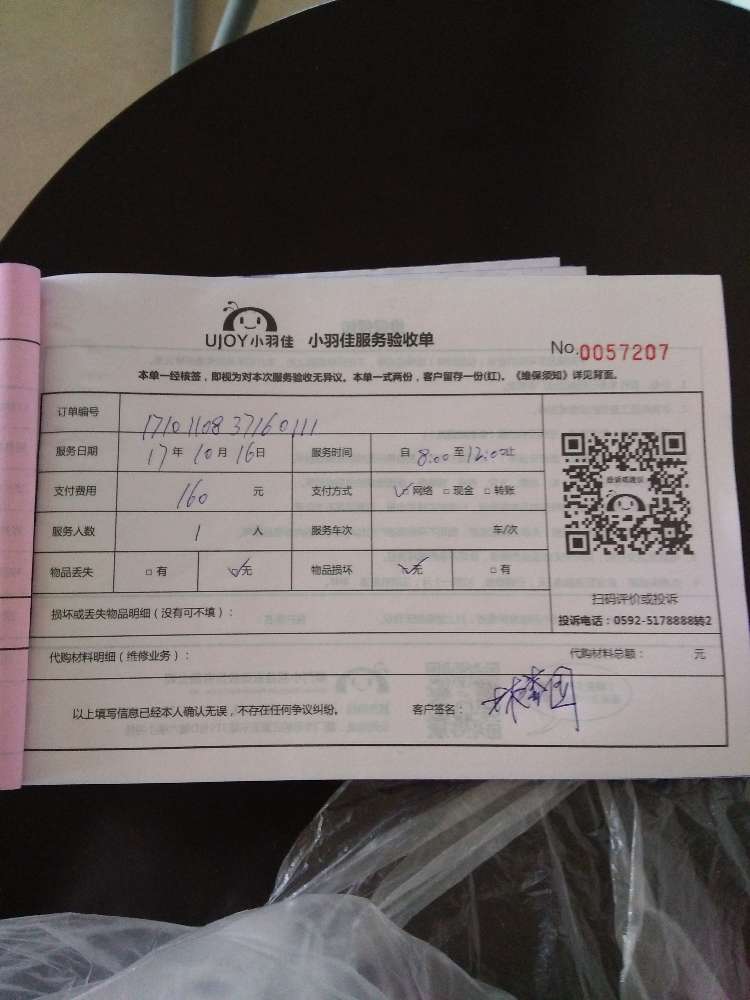 UJOY小羽佳 小羽佳服务验收单 No.0057207
本单一经核签，即视为对本次服务验收无异议。本单一式两份，客户留存一份(红)。《维保须知》详见背面。
订单编号 1710110837160111
服务日期 17年10月16日 服务时间 自8:00至12:00止
支付费用 160 元 支付方式 ☑网络 □现金 □转账
服务人数 1 人 服务车次 车/次
物品丢失 □有 ☑无 物品损坏 ☑无 □有
投诉或建议
扫码评价或投诉
投诉电话：0592-5178888转2
损坏或丢失物品明细（没有可不填）：
代购材料明细（维修业务）： 代购材料总额： 元
以上填写信息已经本人确认无误，不存在任何争议纠纷。 客户签名：